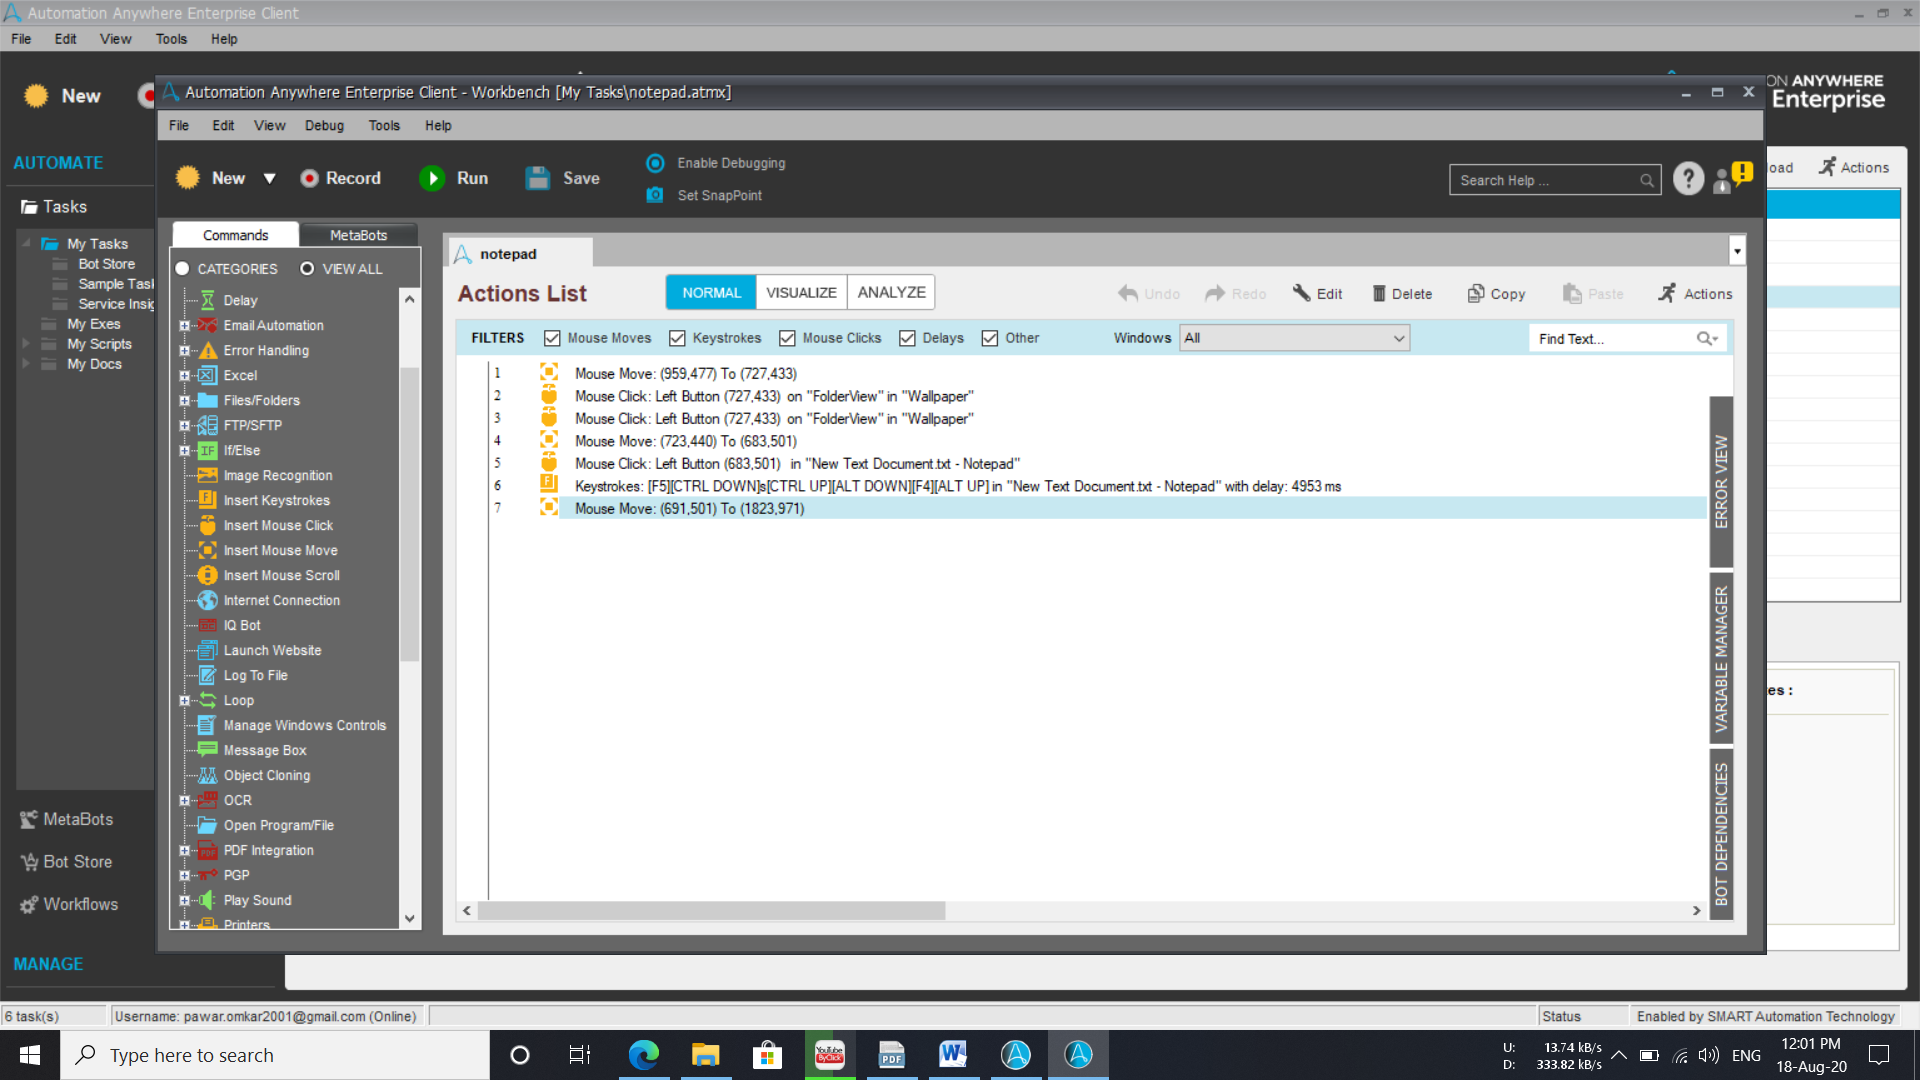 Automation Anywhere Enterprise Client
File Edit View Tools Help
New
ON ANYWHERE
Enterprise
Automation Anywhere Enterprise Client - Workbench [My Tasks\notepad.atmx]
File Edit View Debug Tools Help
New Record Run Save
Enable Debugging
Set SnapPoint
Search Help ...
oad Actions
AUTOMATE
Tasks
My Tasks
Bot Store
Sample Task
Service Insig
My Exes
My Scripts
My Docs
MetaBots
Bot Store
Workflows
MANAGE
Commands MetaBots
CATEGORIES VIEW ALL
Delay
Email Automation
Error Handling
Excel
Files/Folders
FTP/SFTP
IF If/Else
Image Recognition
Insert Keystrokes
Insert Mouse Click
Insert Mouse Move
Insert Mouse Scroll
Internet Connection
IQ Bot
Launch Website
Log To File
Loop
Manage Windows Controls
Message Box
Object Cloning
OCR
Open Program/File
PDF Integration
PGP
Play Sound
Printers
notepad
Actions List NORMAL VISUALIZE ANALYZE Undo Redo Edit Delete Copy Paste Actions
FILTERS Mouse Moves Keystrokes Mouse Clicks Delays Other Windows All Find Text...
1 Mouse Move: (959,477) To (727,433)
2 Mouse Click: Left Button (727,433) on "FolderView" in "Wallpaper"
3 Mouse Click: Left Button (727,433) on "FolderView" in "Wallpaper"
4 Mouse Move: (723,440) To (683,501)
5 Mouse Click: Left Button (683,501) in "New Text Document.txt - Notepad"
6 Keystrokes: [F5][CTRL DOWN]s[CTRL UP][ALT DOWN][F4][ALT UP] in "New Text Document.txt - Notepad" with delay: 4953 ms
7 Mouse Move: (691,501) To (1823,971)
ERROR VIEW
VARIABLE MANAGER
BOT DEPENDENCIES
es :
6 task(s) Username: pawar.omkar2001@gmail.com (Online) Status Enabled by SMART Automation Technology
Type here to search
YouTube
ByClick
PDF
W
U: 13.74 kB/s
D: 333.82 kB/s
ENG
12:01 PM
18-Aug-20